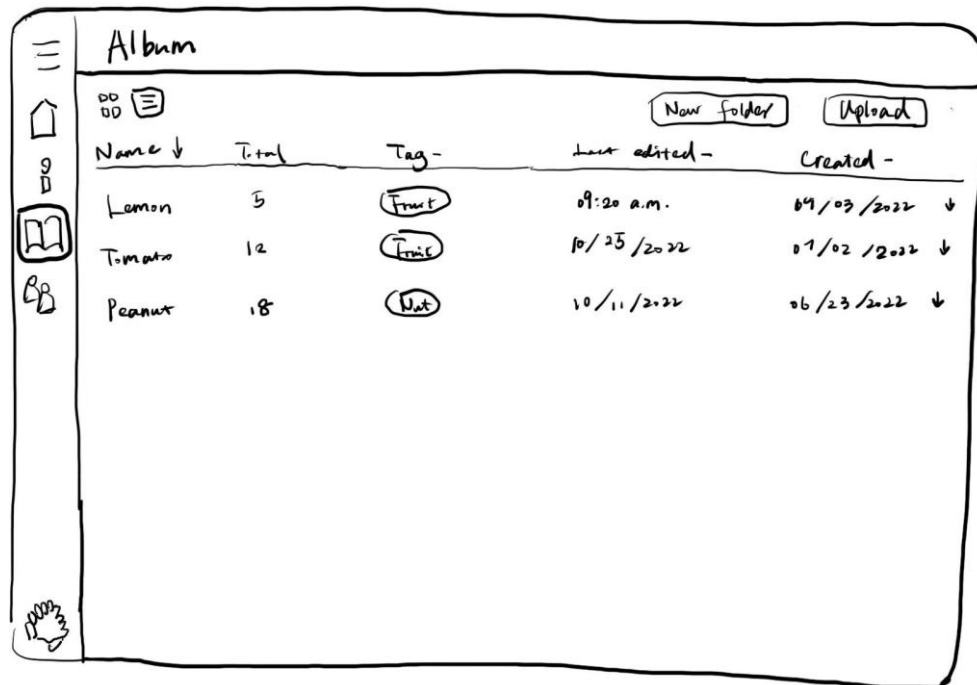 Album
New folder Upload
Name ↓ Total Tag - Last edited - Created -
Lemon 5 Fruit 09:20 a.m. 04/03/2022 ↓
Tomato 12 Fruit 10/25/2022 07/02/2022 ↓
Peanut 18 Nut 10/11/2022 06/23/2022 ↓